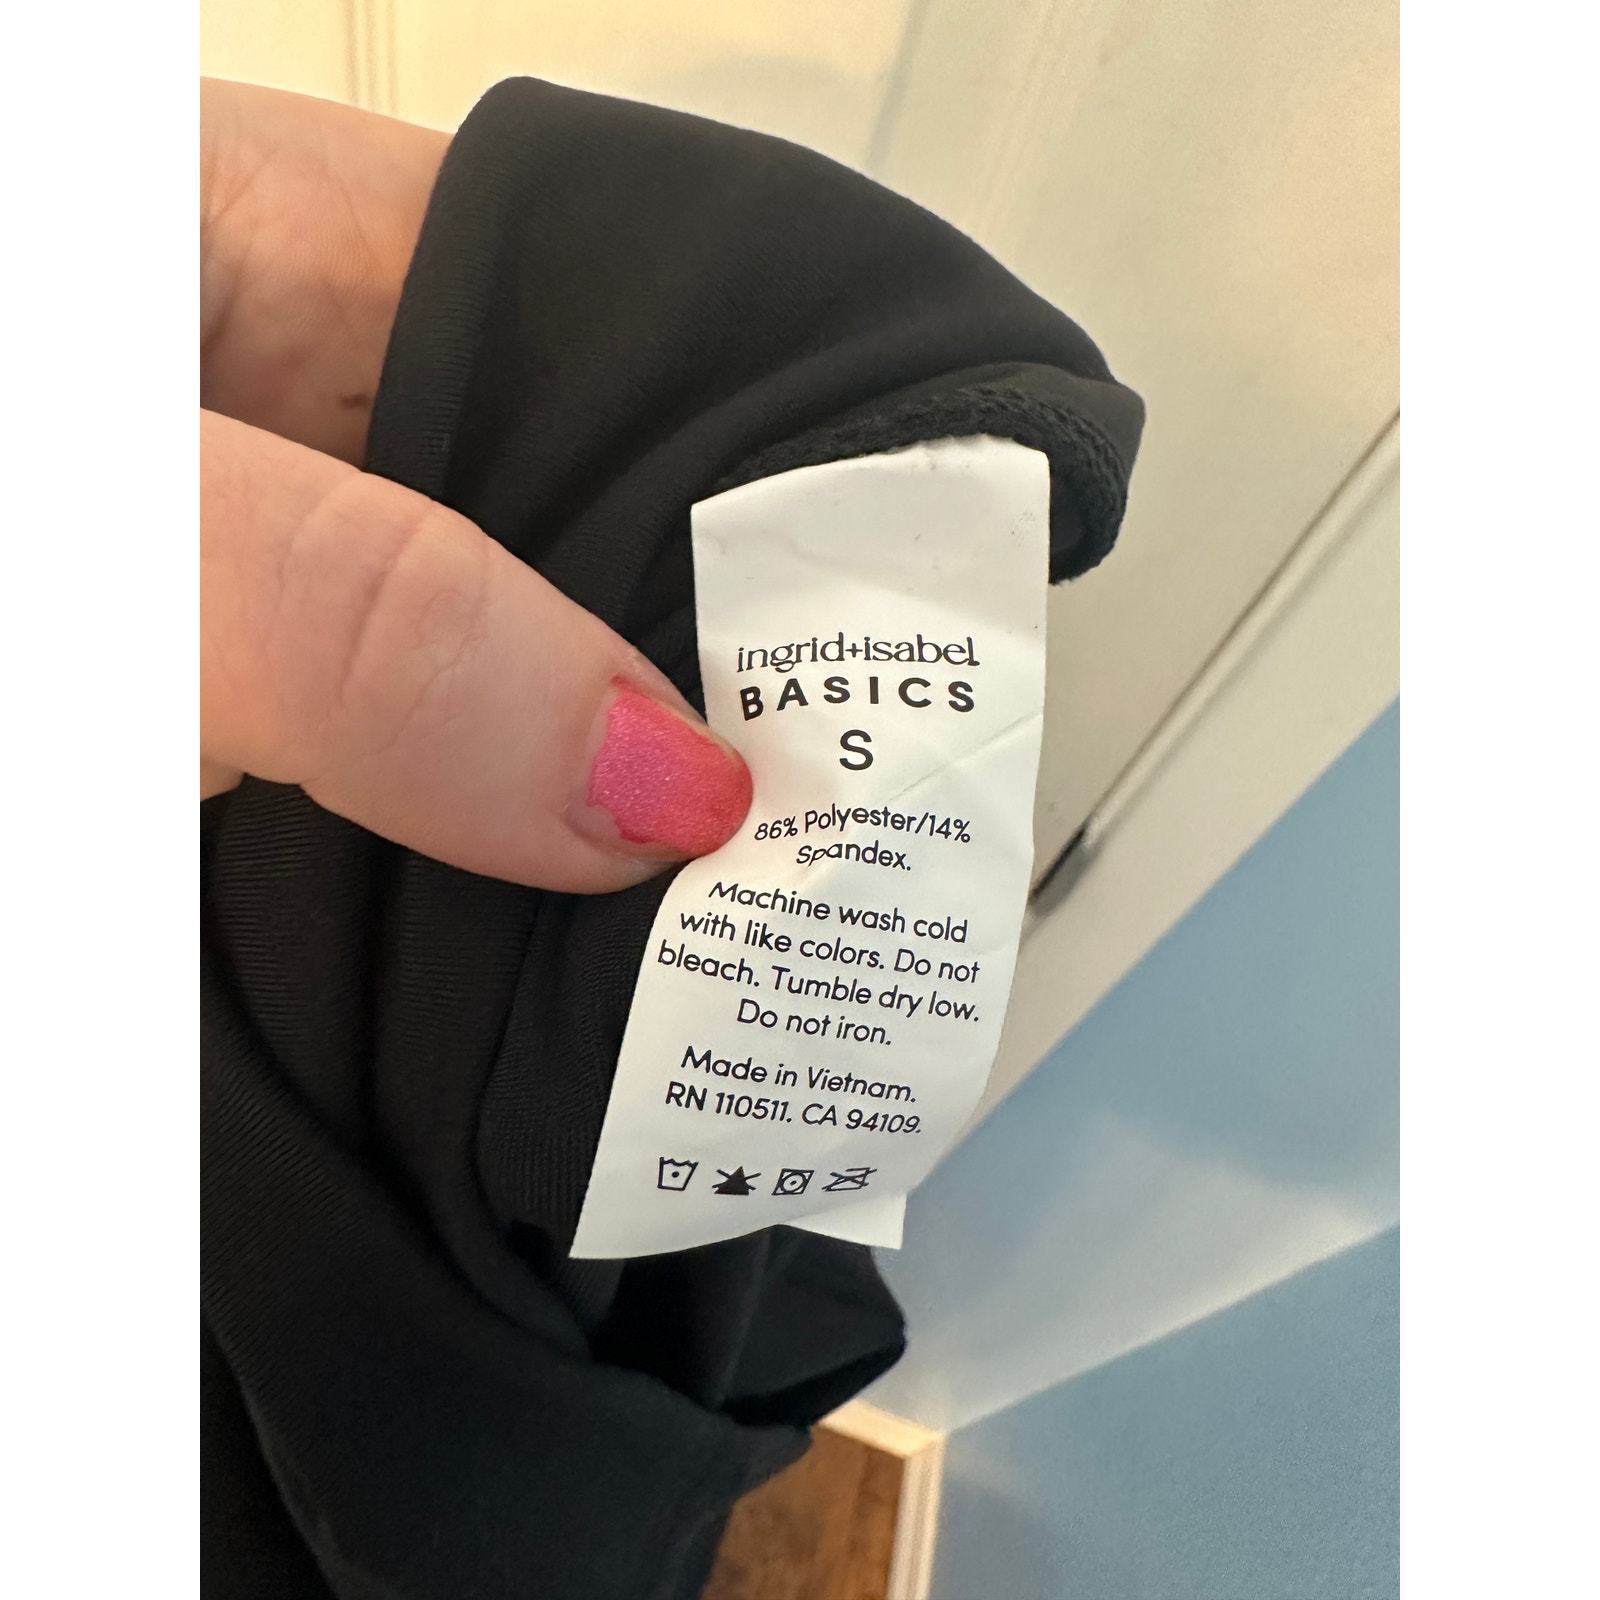 ingrid+isabel
BASICS
S
86% Polyester/14%
Spandex.
Machine wash cold
with like colors. Do not
bleach. Tumble dry low.
Do not iron.
Made in Vietnam.
RN 110511. CA 94109.